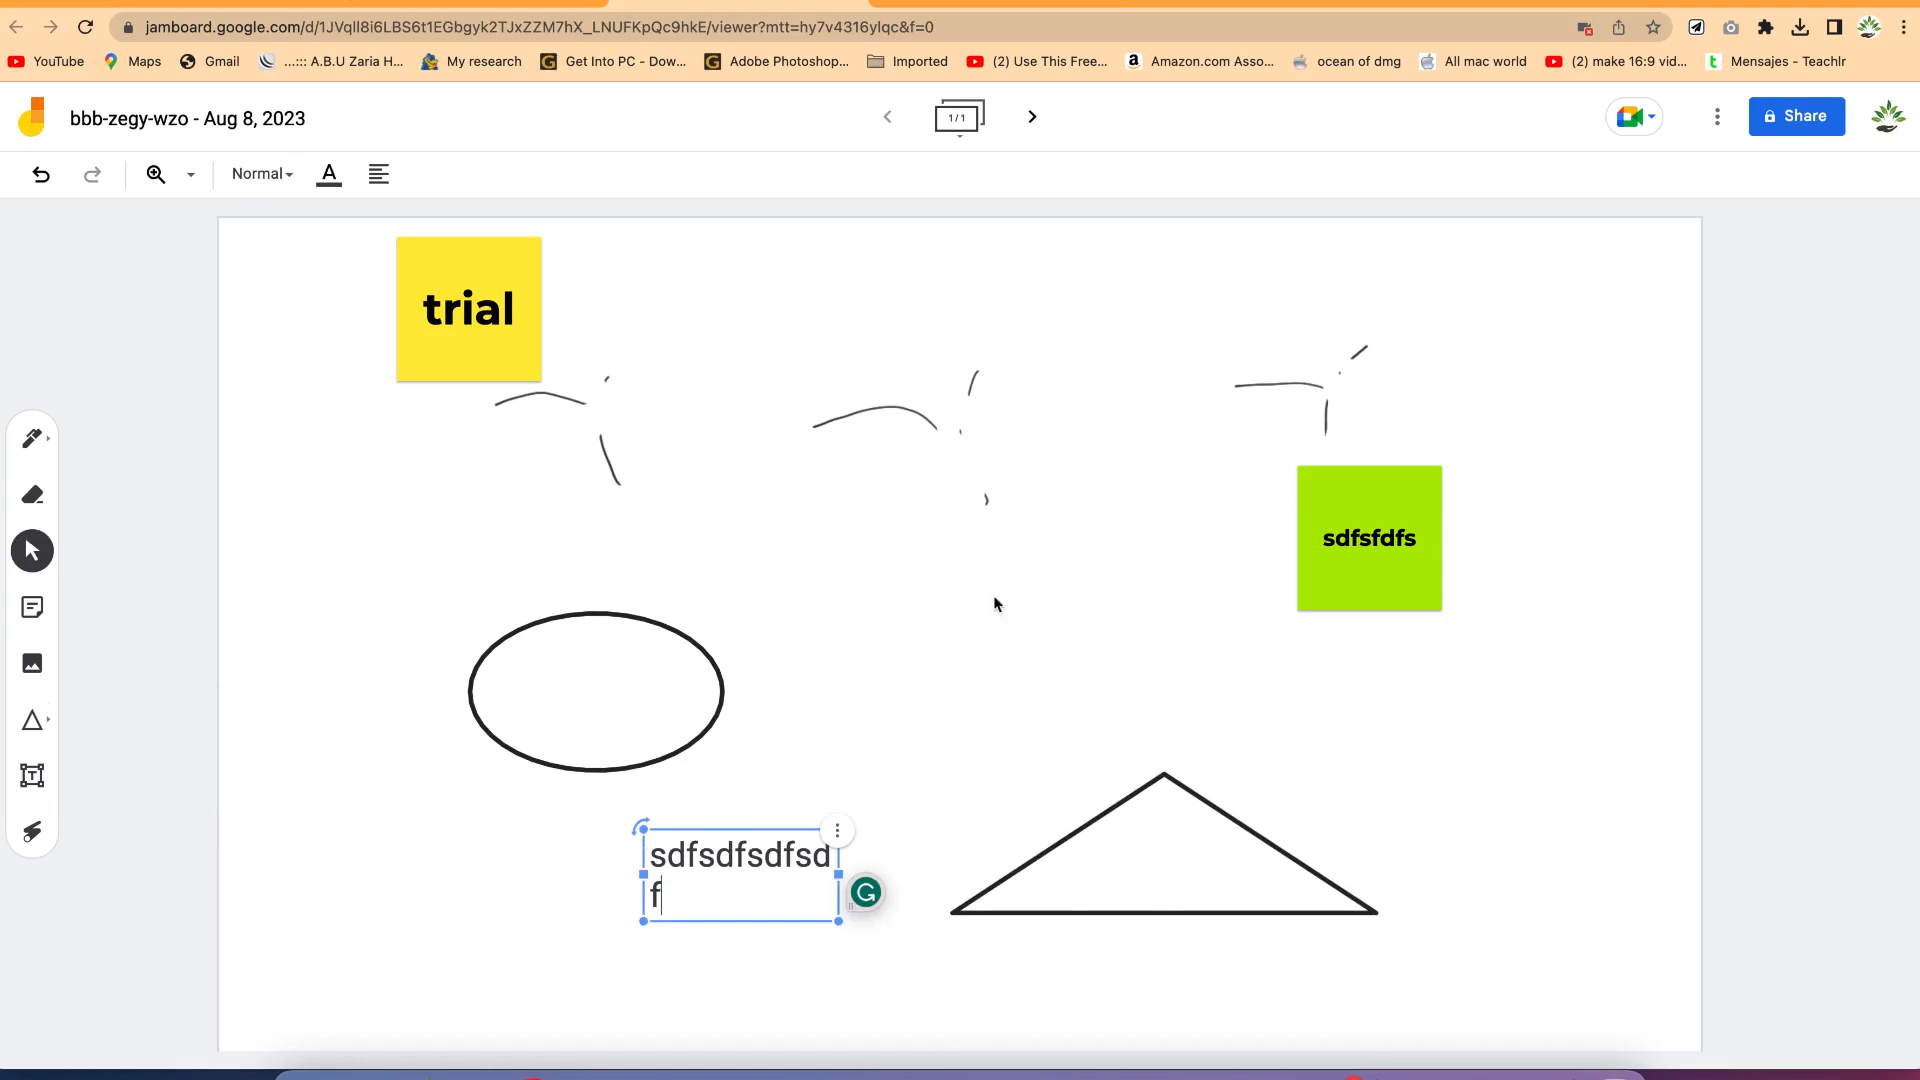 jamboard.google.com/d/1JVqlI8i6LBS6t1EGbgyk2TJxZZM7hX_LNUFKpQc9hkE/viewer?mtt=hy7v4316ylqc&f=0
YouTube Maps Gmail ...::: A.B.U Zaria H... My research Get Into PC - Dow... Adobe Photoshop... Imported (2) Use This Free... Amazon.com Asso... ocean of dmg All mac world (2) make 16:9 vid... Mensajes - Teachlr
bbb-zegy-wzo - Aug 8, 2023
1/1
Share
Normal
A
trial
sdfsfdfs
sdfsdfsdfsd
f